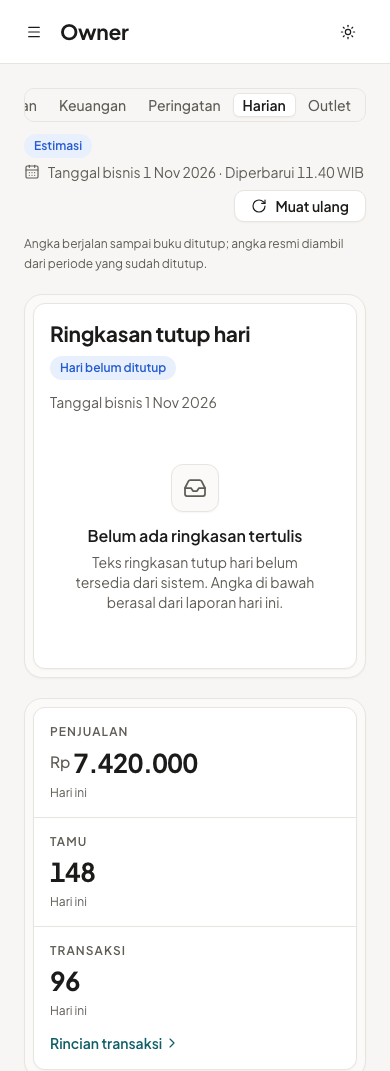 Owner
an Keuangan Peringatan Harian Outlet
Estimasi
Tanggal bisnis 1 Nov 2026 · Diperbarui 11.40 WIB
Muat ulang
Angka berjalan sampai buku ditutup; angka resmi diambil
dari periode yang sudah ditutup.
Ringkasan tutup hari
Hari belum ditutup
Tanggal bisnis 1 Nov 2026
Belum ada ringkasan tertulis
Teks ringkasan tutup hari belum
tersedia dari sistem. Angka di bawah
berasal dari laporan hari ini.
PENJUALAN
Rp 7.420.000
Hari ini
TAMU
148
Hari ini
TRANSAKSI
96
Hari ini
Rincian transaksi